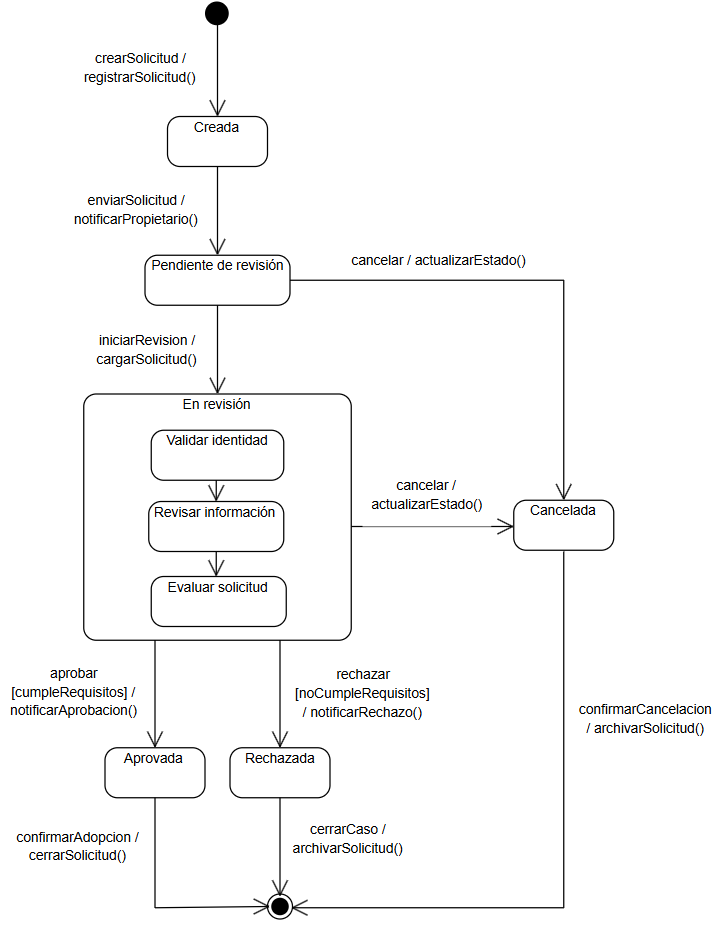 crearSolicitud /
registrarSolicitud()
Creada
enviarSolicitud /
notificarPropietario()
Pendiente de revisión
cancelar / actualizarEstado()
iniciarRevision /
cargarSolicitud()
En revisión
Validar identidad
Revisar información
Evaluar solicitud
cancelar /
actualizarEstado()
Cancelada
aprobar
[cumpleRequisitos] /
notificarAprobacion()
rechazar
[noCumpleRequisitos]
/ notificarRechazo()
confirmarCancelacion
/ archivarSolicitud()
Aprovada
Rechazada
confirmarAdopcion /
cerrarSolicitud()
cerrarCaso /
archivarSolicitud()